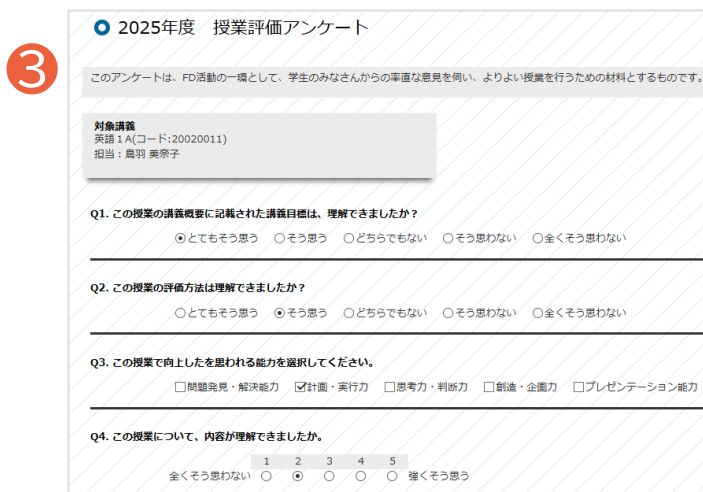 3
2025年度　授業評価アンケート
このアンケートは、FD活動の一環として、学生のみなさんからの率直な意見を伺い、よりよい授業を行うための材料とするものです。
対象講義
英語１A(コード:20020011)
担当：鳥羽 美奈子
Q1. この授業の講義概要に記載された講義目標は、理解できましたか？
とてもそう思う そう思う どちらでもない そう思わない 全くそう思わない
Q2. この授業の評価方法は理解できましたか？
とてもそう思う そう思う どちらでもない そう思わない 全くそう思わない
Q3. この授業で向上したを思われる能力を選択してください。
問題発見・解決能力 計画・実行力 思考力・判断力 創造・企画力 プレゼンテーション能力
Q4. この授業について、内容が理解できましたか。
1 2 3 4 5
全くそう思わない 強くそう思う